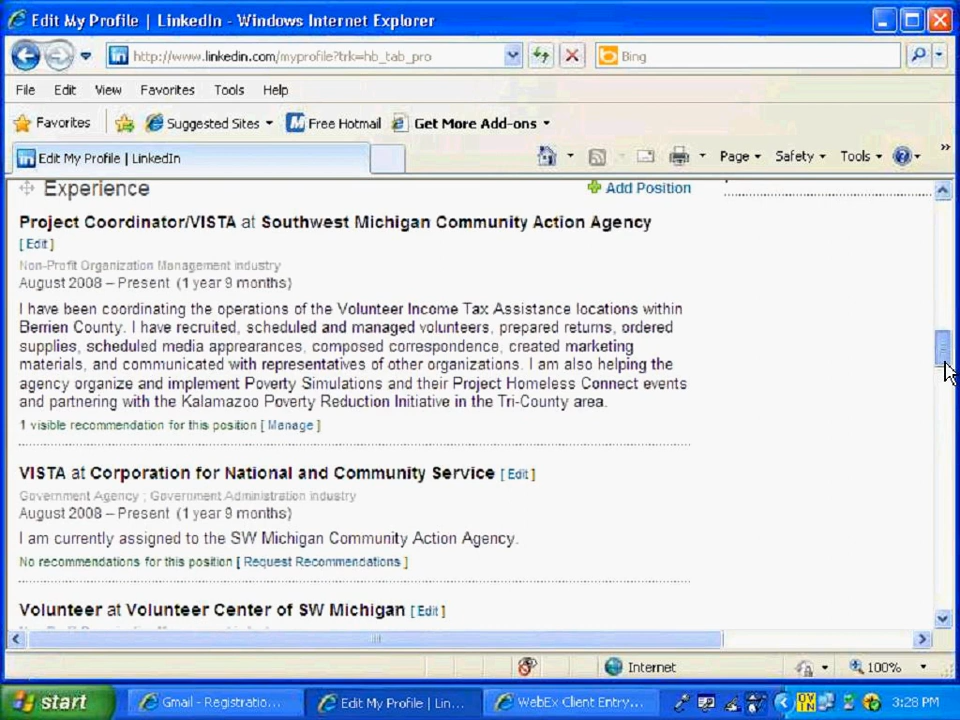 Edit My Profile | LinkedIn - Windows Internet Explorer
http://www.linkedin.com/myprofile?trk=hb_tab_pro
Bing
File Edit View Favorites Tools Help
Favorites Suggested Sites Free Hotmail Get More Add-ons
Edit My Profile | LinkedIn Page Safety Tools »
Experience Add Position
Project Coordinator/VISTA at Southwest Michigan Community Action Agency
[ Edit ]
Non-Profit Organization Management industry
August 2008 – Present (1 year 9 months)
I have been coordinating the operations of the Volunteer Income Tax Assistance locations within
Berrien County. I have recruited, scheduled and managed volunteers, prepared returns, ordered
supplies, scheduled media apprearances, composed correspondence, created marketing
materials, and communicated with representatives of other organizations. I am also helping the
agency organize and implement Poverty Simulations and their Project Homeless Connect events
and partnering with the Kalamazoo Poverty Reduction Initiative in the Tri-County area.
1 visible recommendation for this position [ Manage ]
VISTA at Corporation for National and Community Service [ Edit ]
Government Agency ; Government Administration industry
August 2008 – Present (1 year 9 months)
I am currently assigned to the SW Michigan Community Action Agency.
No recommendations for this position [ Request Recommendations ]
Volunteer at Volunteer Center of SW Michigan [ Edit ]
Internet 100%
start Gmail - Registratio... Edit My Profile | Lin... WebEx Client Entry... 3:28 PM